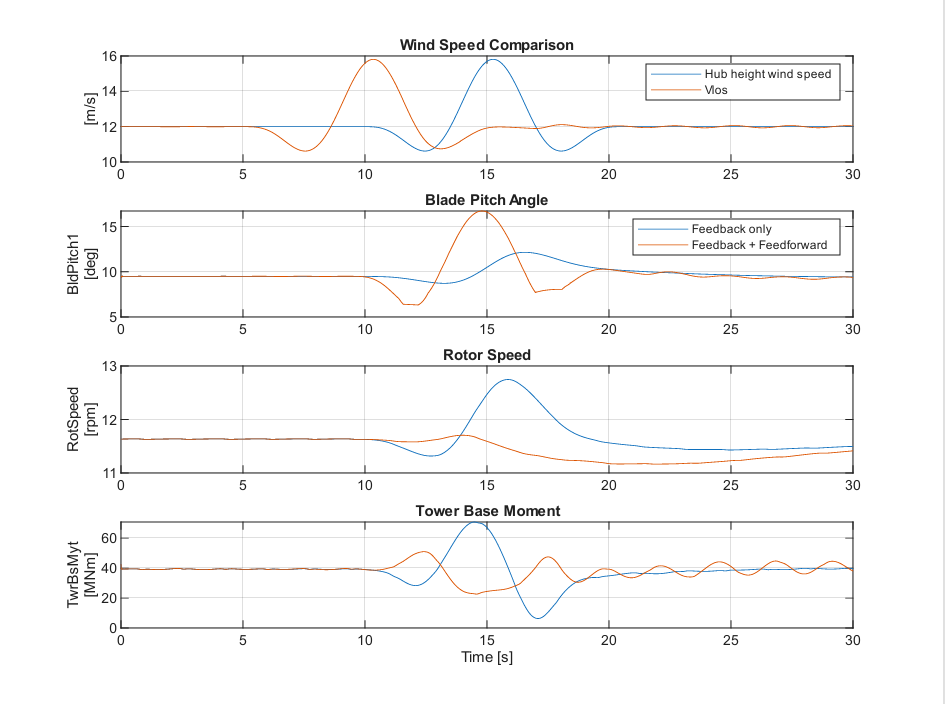 Wind Speed Comparison
16
14
12
10
[m/s]
Hub height wind speed
Vlos
0 5 10 15 20 25 30
Blade Pitch Angle
15
10
5
BldPitch1
[deg]
Feedback only
Feedback + Feedforward
0 5 10 15 20 25 30
Rotor Speed
13
12
11
RotSpeed
[rpm]
0 5 10 15 20 25 30
Tower Base Moment
60
40
20
0
TwrBsMyt
[MNm]
0 5 10 15 20 25 30
Time [s]